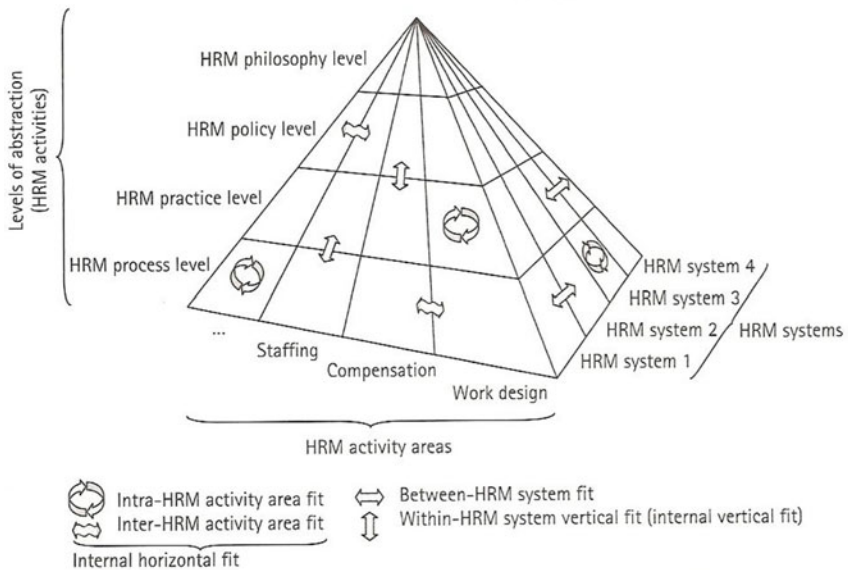 Levels of abstraction
(HRM activities)
HRM philosophy level
HRM policy level
HRM practice level
HRM process level
...
Staffing
Compensation
Work design
HRM system 4
HRM system 3
HRM system 2
HRM system 1
HRM systems
HRM activity areas
Intra-HRM activity area fit
Inter-HRM activity area fit
Internal horizontal fit
Between-HRM system fit
Within-HRM system vertical fit (internal vertical fit)